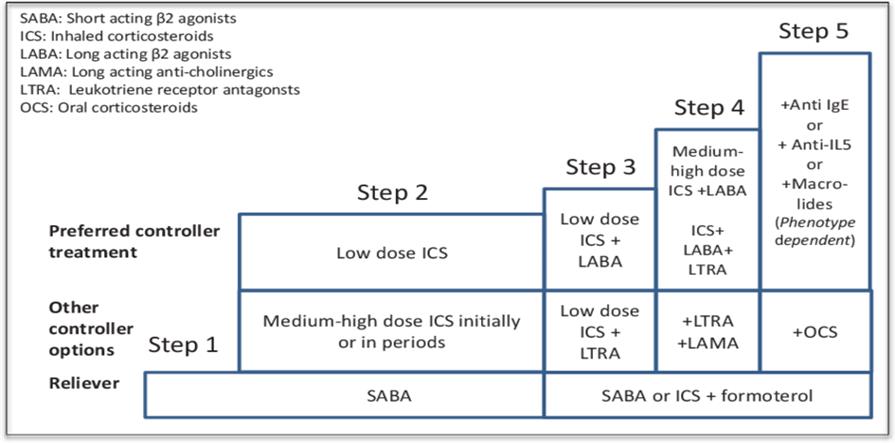 SABA: Short acting β2 agonists
ICS: Inhaled corticosteroids
LABA: Long acting β2 agonists
LAMA: Long acting anti-cholinergics
LTRA:  Leukotriene receptor antagonsts
OCS: Oral corticosteroids
Step 5
+Anti IgE
or
+ Anti-IL5
or
+Macro-
lides
(Phenotype
dependent)
Step 4
Medium-
high dose
ICS +LABA
ICS+
LABA+
LTRA
Step 3
Low dose
ICS +
LABA
Step 2
Low dose ICS
Preferred controller
treatment
Other
controller
options
Step 1
Medium-high dose ICS initially
or in periods
Low dose
ICS +
LTRA
+LTRA
+LAMA
+OCS
Reliever
SABA
SABA or ICS + formoterol